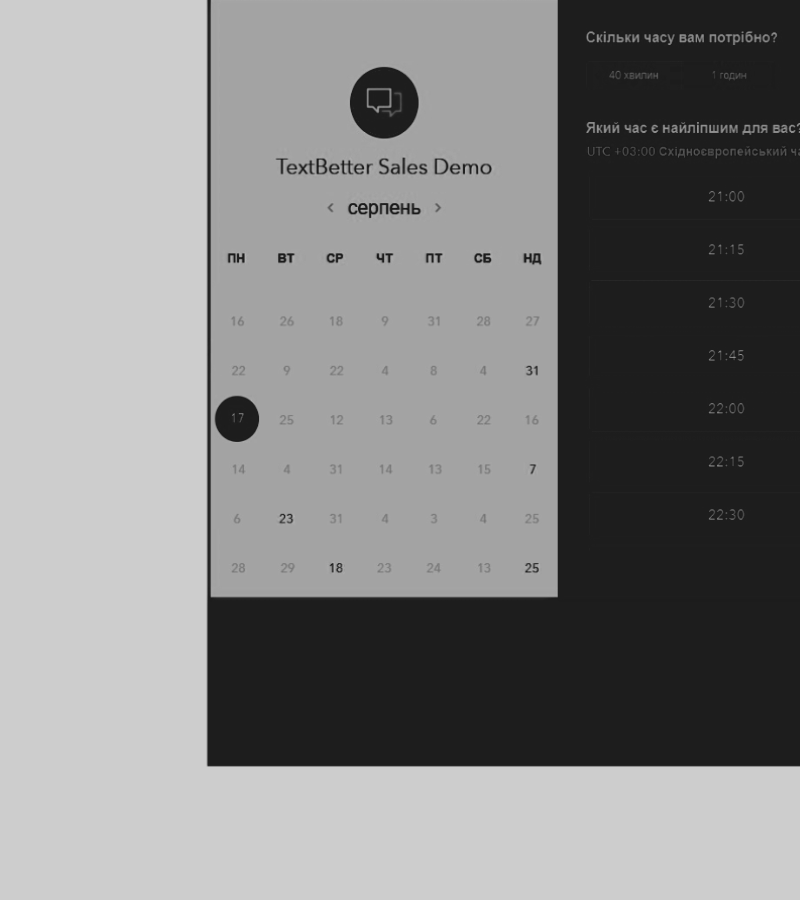 TextBetter Sales Demo
< серпень >
ПН ВТ СР ЧТ ПТ СБ НД
16 26 18 9 31 28 27
22 9 22 4 8 4 31
17 25 12 13 6 22 16
14 4 31 14 13 15 7
6 23 31 4 3 4 25
28 29 18 23 24 13 25
Скільки часу вам потрібно?
40 хвилин 1 годин
Який час є найліпшим для вас?
UTC +03:00 Східноєвропейський ча
21:00
21:15
21:30
21:45
22:00
22:15
22:30